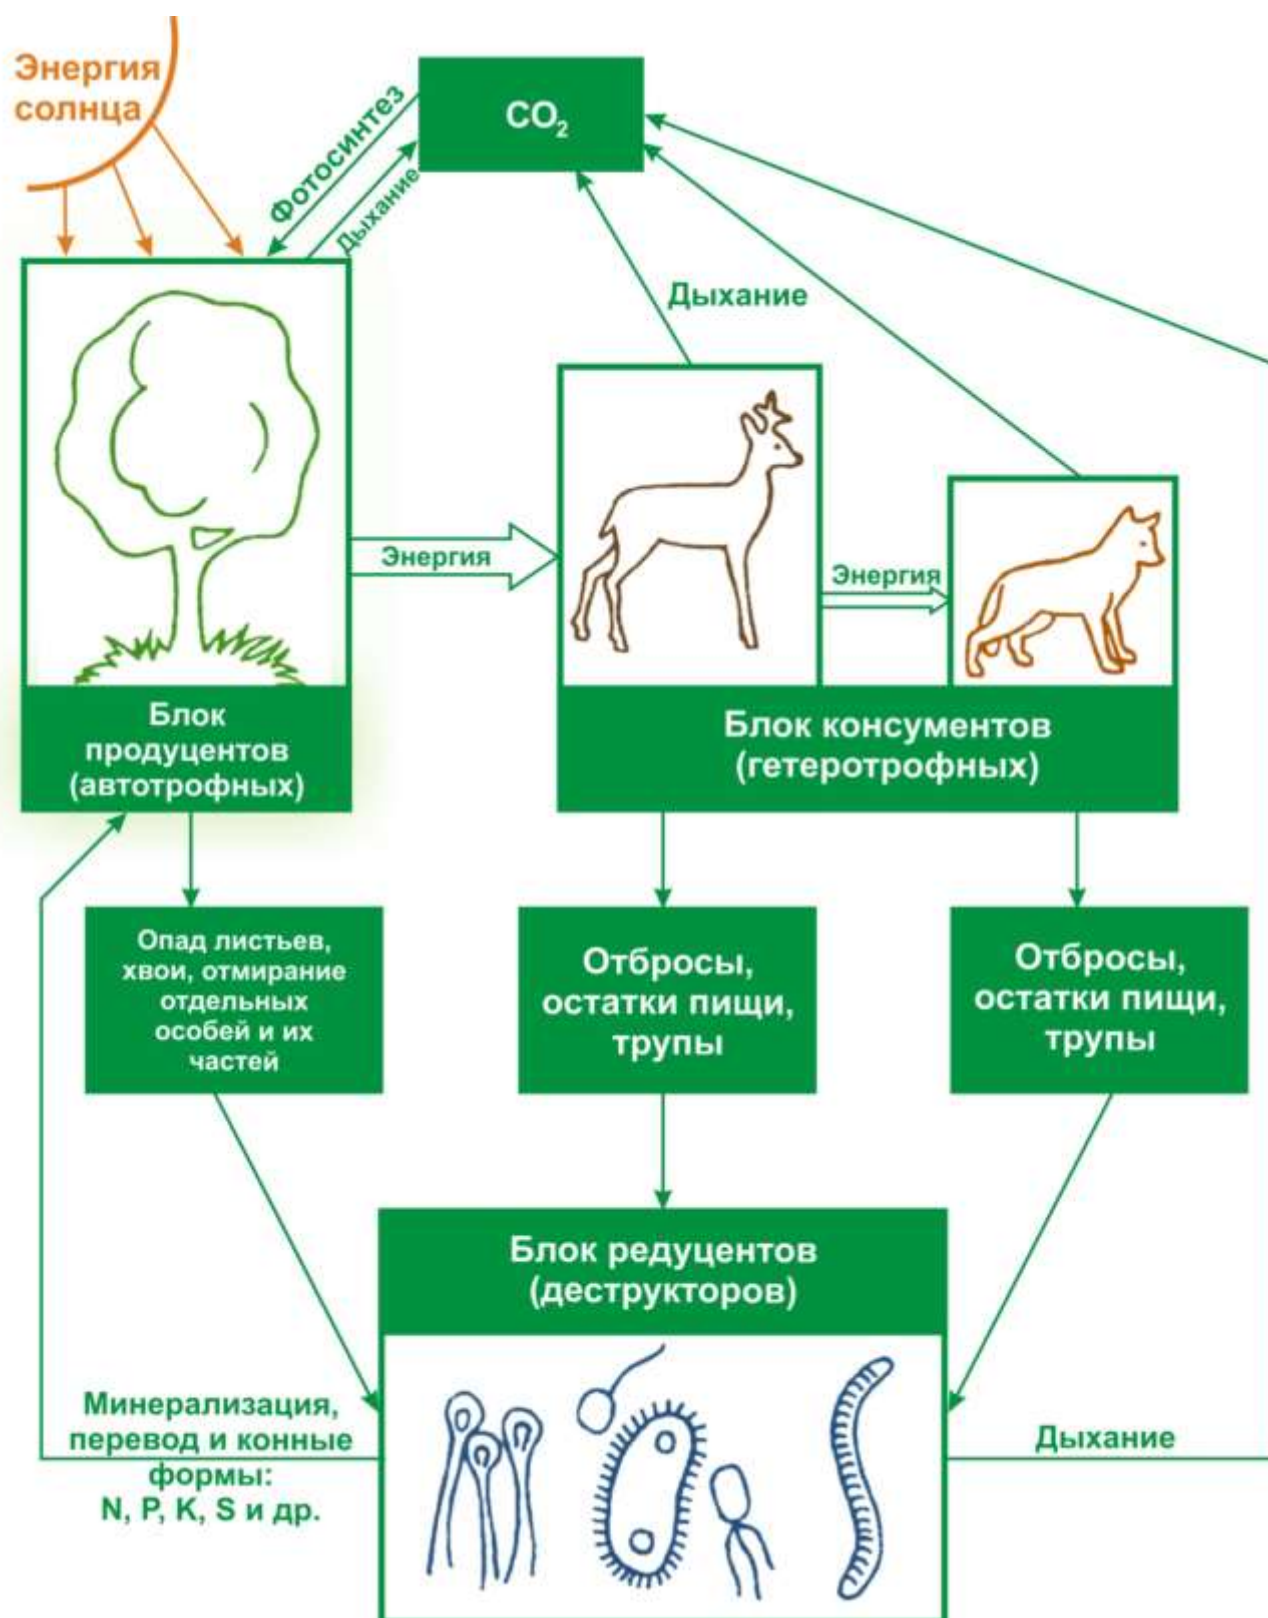 Энергия
солнца
CO₂
Фотосинтез
Дыхание
Дыхание
Энергия
Энергия
Блок
продуцентов
(автотрофных)
Блок консументов
(гетеротрофных)
Опад листьев,
хвои, отмирание
отдельных
особей и их
частей
Отбросы,
остатки пищи,
трупы
Отбросы,
остатки пищи,
трупы
Блок редуцентов
(деструкторов)
Минерализация,
перевод и конные
формы:
N, P, K, S и др.
Дыхание